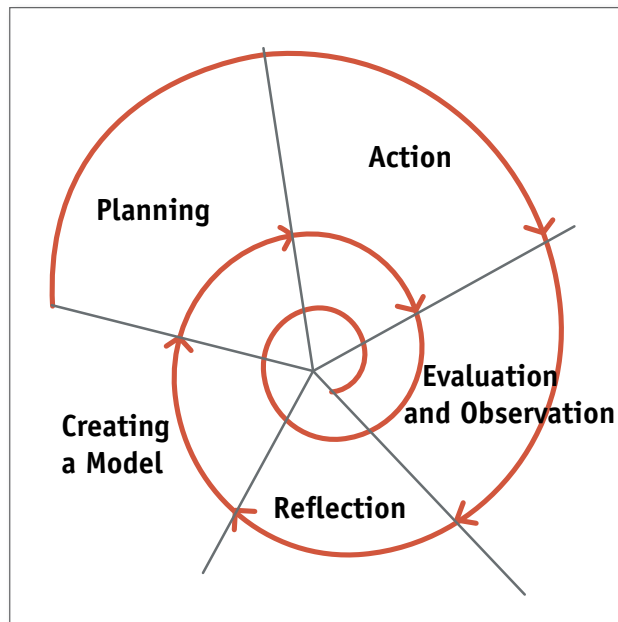 Action
Planning
Evaluation
and Observation
Creating
a Model
Reflection